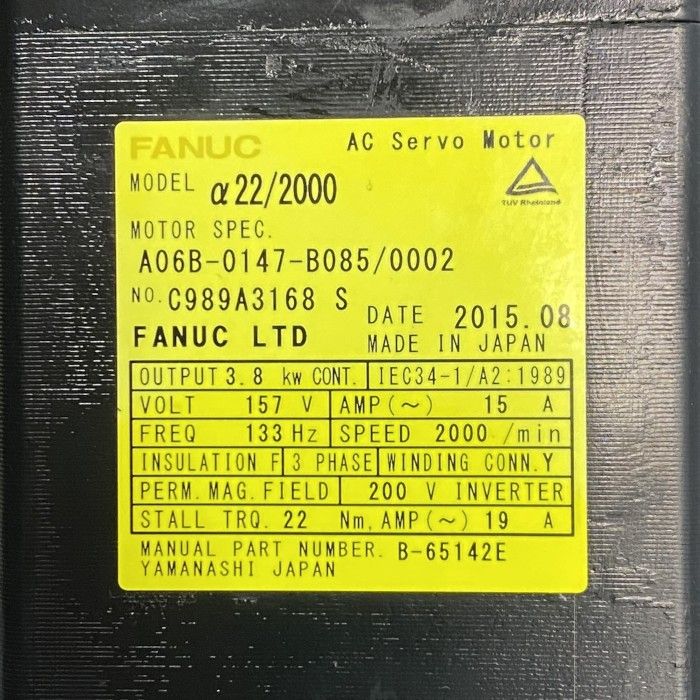 FANUC AC Servo Motor
MODEL α22/2000
TUV Rheinland
MOTOR SPEC.
A06B-0147-B085/0002
NO. C989A3168 S
DATE 2015.08
FANUC LTD MADE IN JAPAN
OUTPUT 3.8 kw CONT. IEC34-1/A2:1989
VOLT 157 V AMP(~) 15 A
FREQ 133 Hz SPEED 2000 /min
INSULATION F 3 PHASE WINDING CONN.Y
PERM. MAG. FIELD 200 V INVERTER
STALL TRQ. 22 Nm, AMP(~) 19 A
MANUAL PART NUMBER. B-65142E
YAMANASHI JAPAN